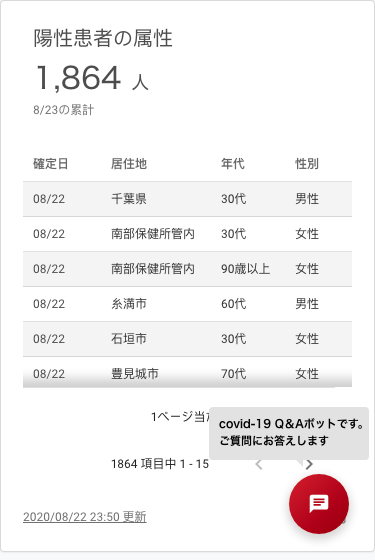 陽性患者の属性
1,864 人
8/23の累計
確定日 居住地 年代 性別
08/22 千葉県 30代 男性
08/22 南部保健所管内 30代 女性
08/22 南部保健所管内 90歳以上 女性
08/22 糸満市 60代 男性
08/22 石垣市 30代 女性
08/22 豊見城市 70代 女性
1ページ当
covid-19 Q&Aボットです。
ご質問にお答えします
1864 項目中 1 - 15
2020/08/22 23:50 更新